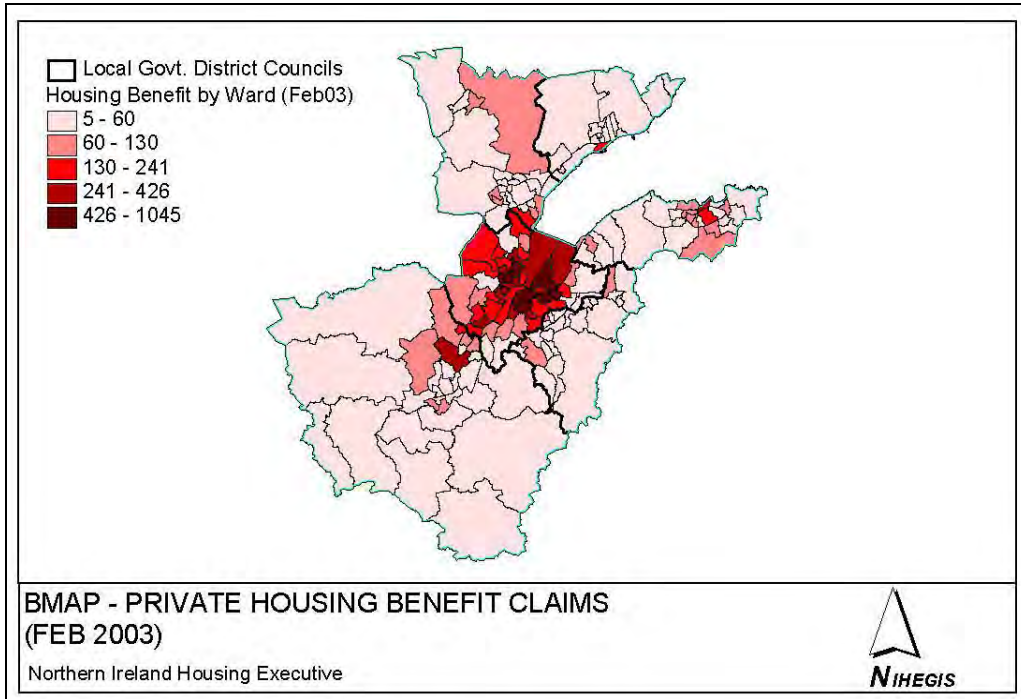 Local Govt. District Councils
Housing Benefit by Ward (Feb03)
5 - 60
60 - 130
130 - 241
241 - 426
426 - 1045
BMAP - PRIVATE HOUSING BENEFIT CLAIMS
(FEB 2003)
Northern Ireland Housing Executive
NIHEGIS